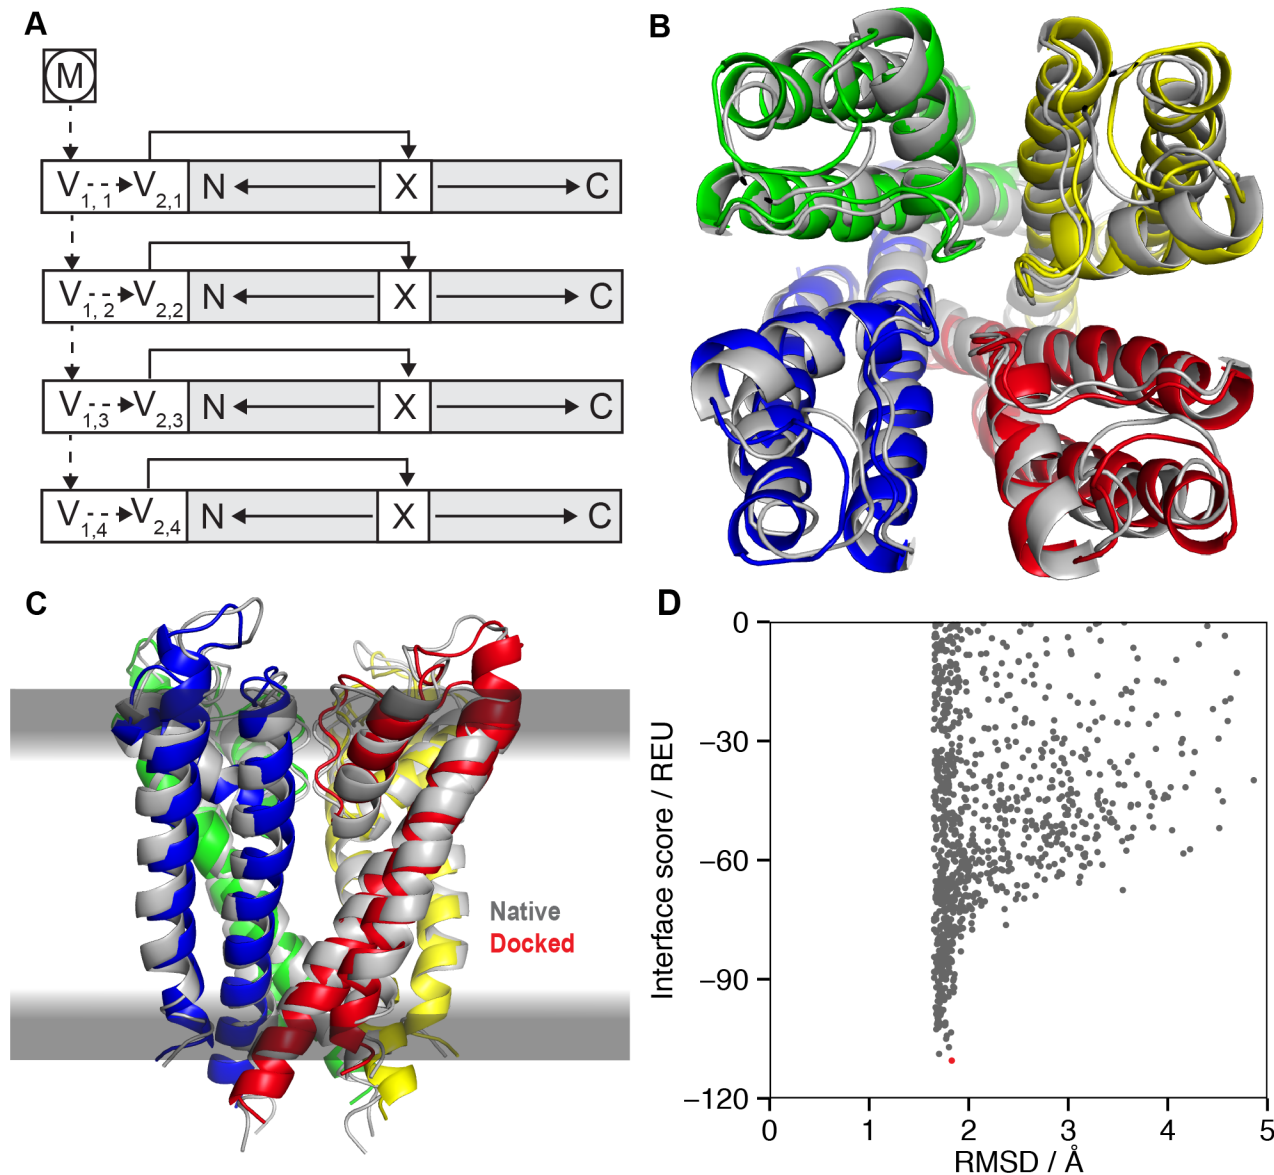 A
M
V1, 1 V2,1 N X C
V1, 2 V2,2 N X C
V1,3 V2,3 N X C
V1,4 V2,4 N X C
B
C
Native
Docked
D
0
−30
−60
−90
−120
Interface score / REU
0 1 2 3 4 5
RMSD / Å